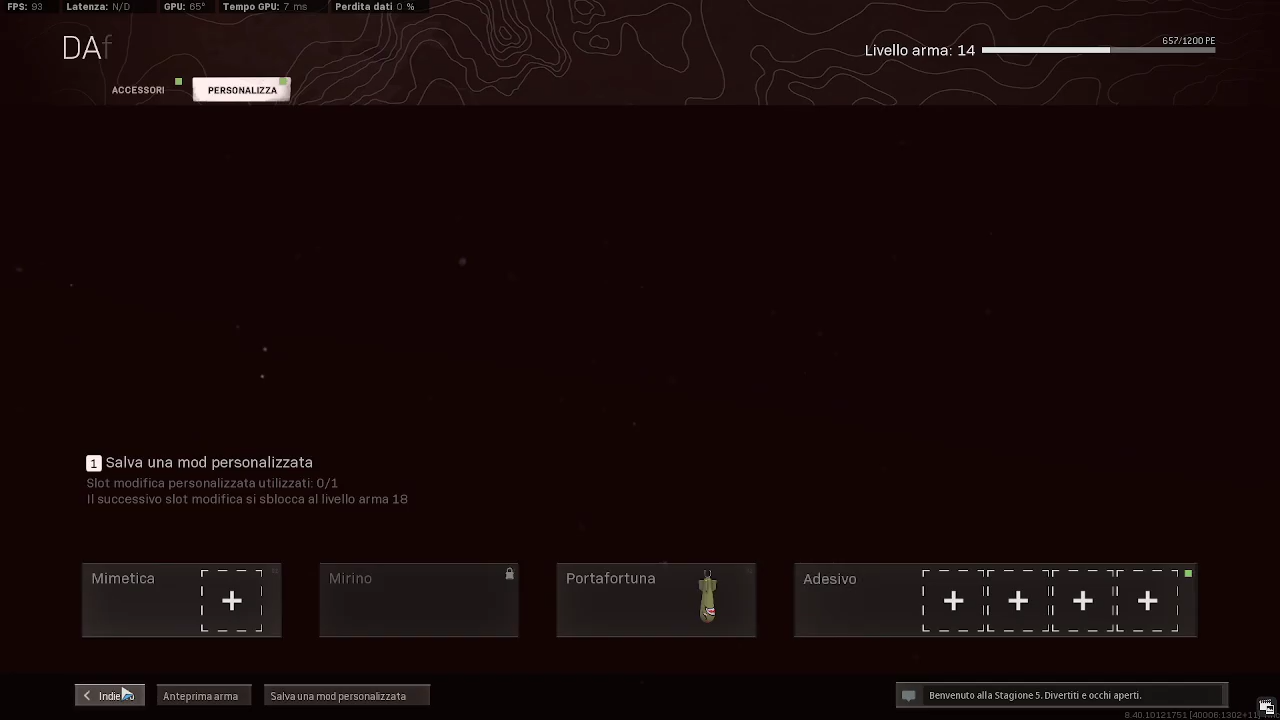 FPS: 93 Latenza: N/D GPU: 65° Tempo GPU: 7 ms Perdita dati 0 %
DAf
Livello arma: 14
657/1200 PE
ACCESSORI
PERSONALIZZA
1 Salva una mod personalizzata
Slot modifica personalizzata utilizzati: 0/1
Il successivo slot modifica si sblocca al livello arma 18
Mimetica
Mirino
Portafortuna
Adesivo
Anteprima arma
Salva una mod personalizzata
Benvenuto alla Stagione 5. Divertiti e occhi aperti.